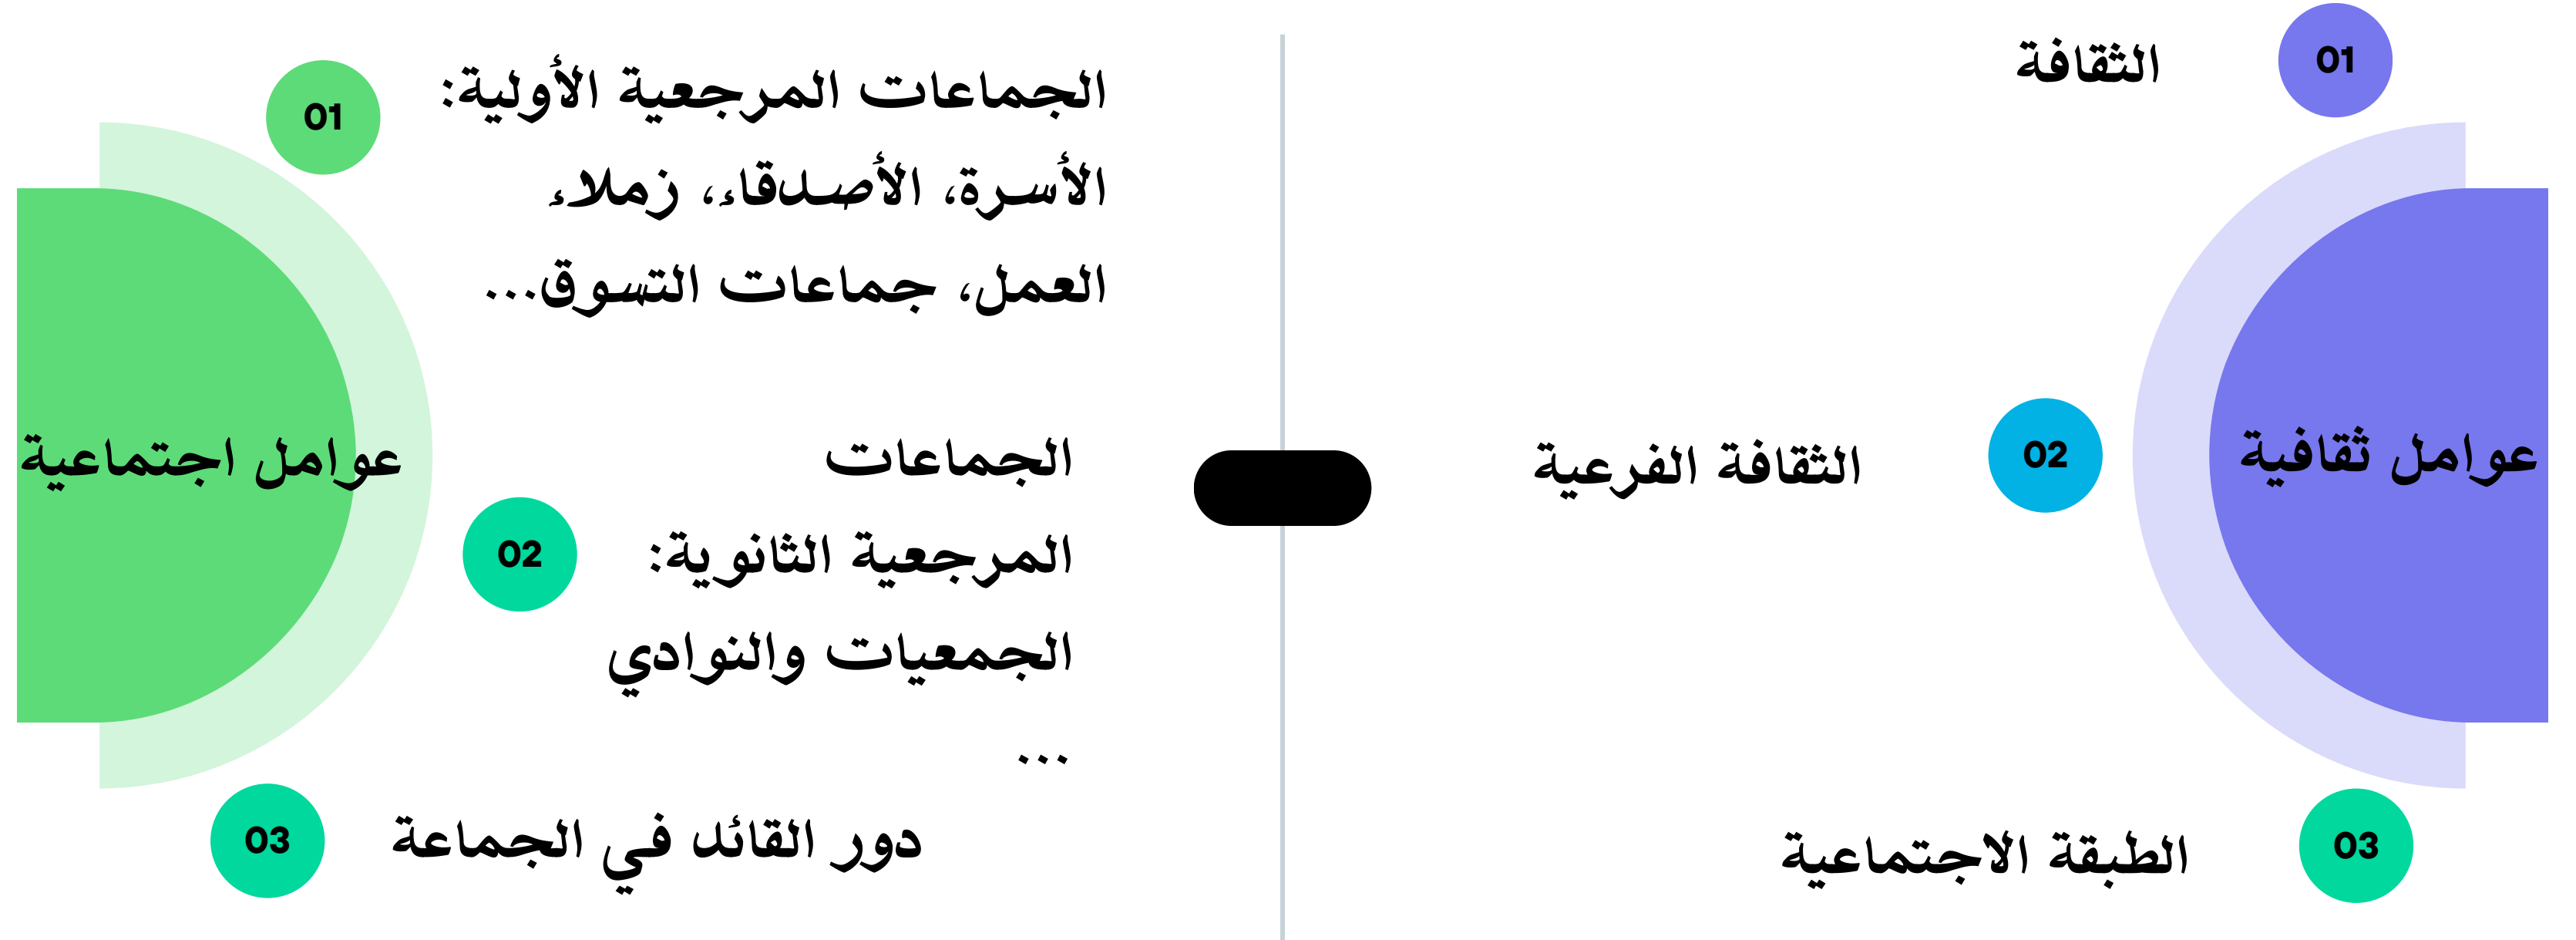 عوامل ثقافية
01
الثقافة
02
الثقافة الفرعية
03
الطبقة الاجتماعية
عوامل اجتماعية
01
الجماعات المرجعية الأولية:
الأسرة، الأصدقاء، زملاء
العمل، جماعات التسوق...
02
الجماعات
المرجعية الثانوية:
الجمعيات والنوادي
...
03
دور القائد في الجماعة